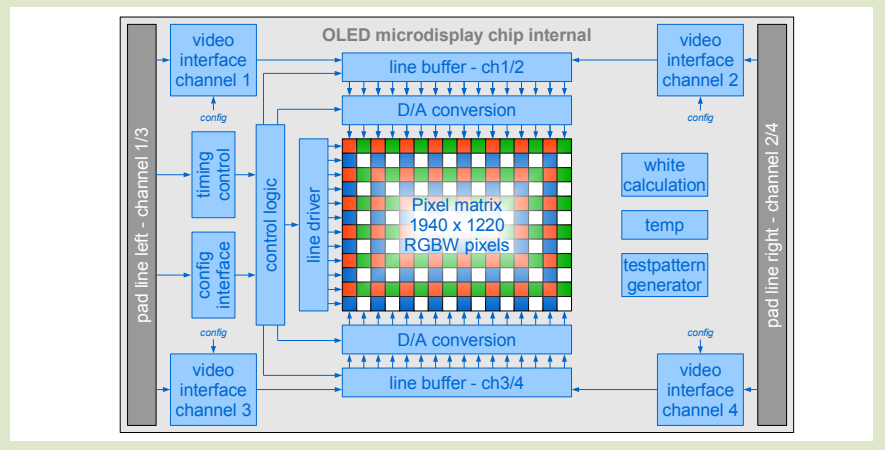 OLED microdisplay chip internal
pad line left - channel 1/3
video
interface
channel 1
config
timing
control
config
interface
config
video
interface
channel 3
control logic
line driver
line buffer - ch1/2
D/A conversion
Pixel matrix
1940 x 1220
RGBW pixels
D/A conversion
line buffer - ch3/4
video
interface
channel 2
config
white
calculation
temp
testpattern
generator
config
video
interface
channel 4
pad line right - channel 2/4